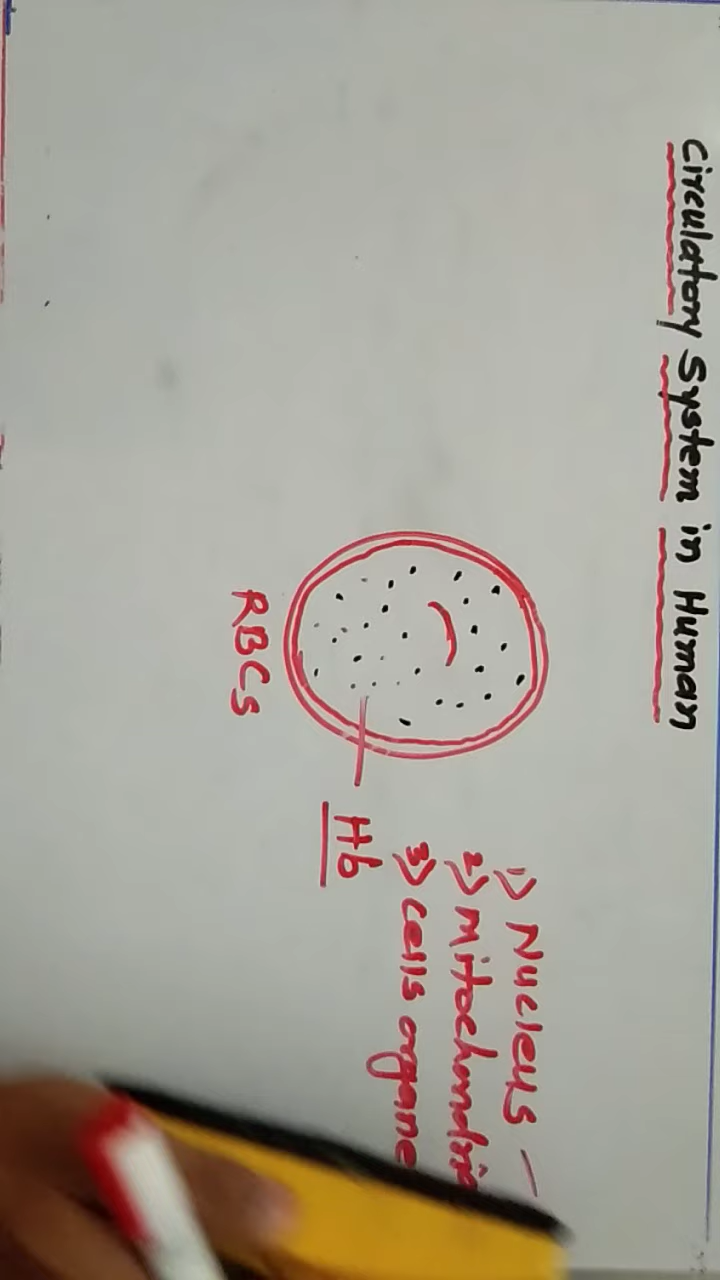 Circulatory System in Human
1) Nucleus –
2) Mitochondria
3) Cells organe
Hb
RBCs